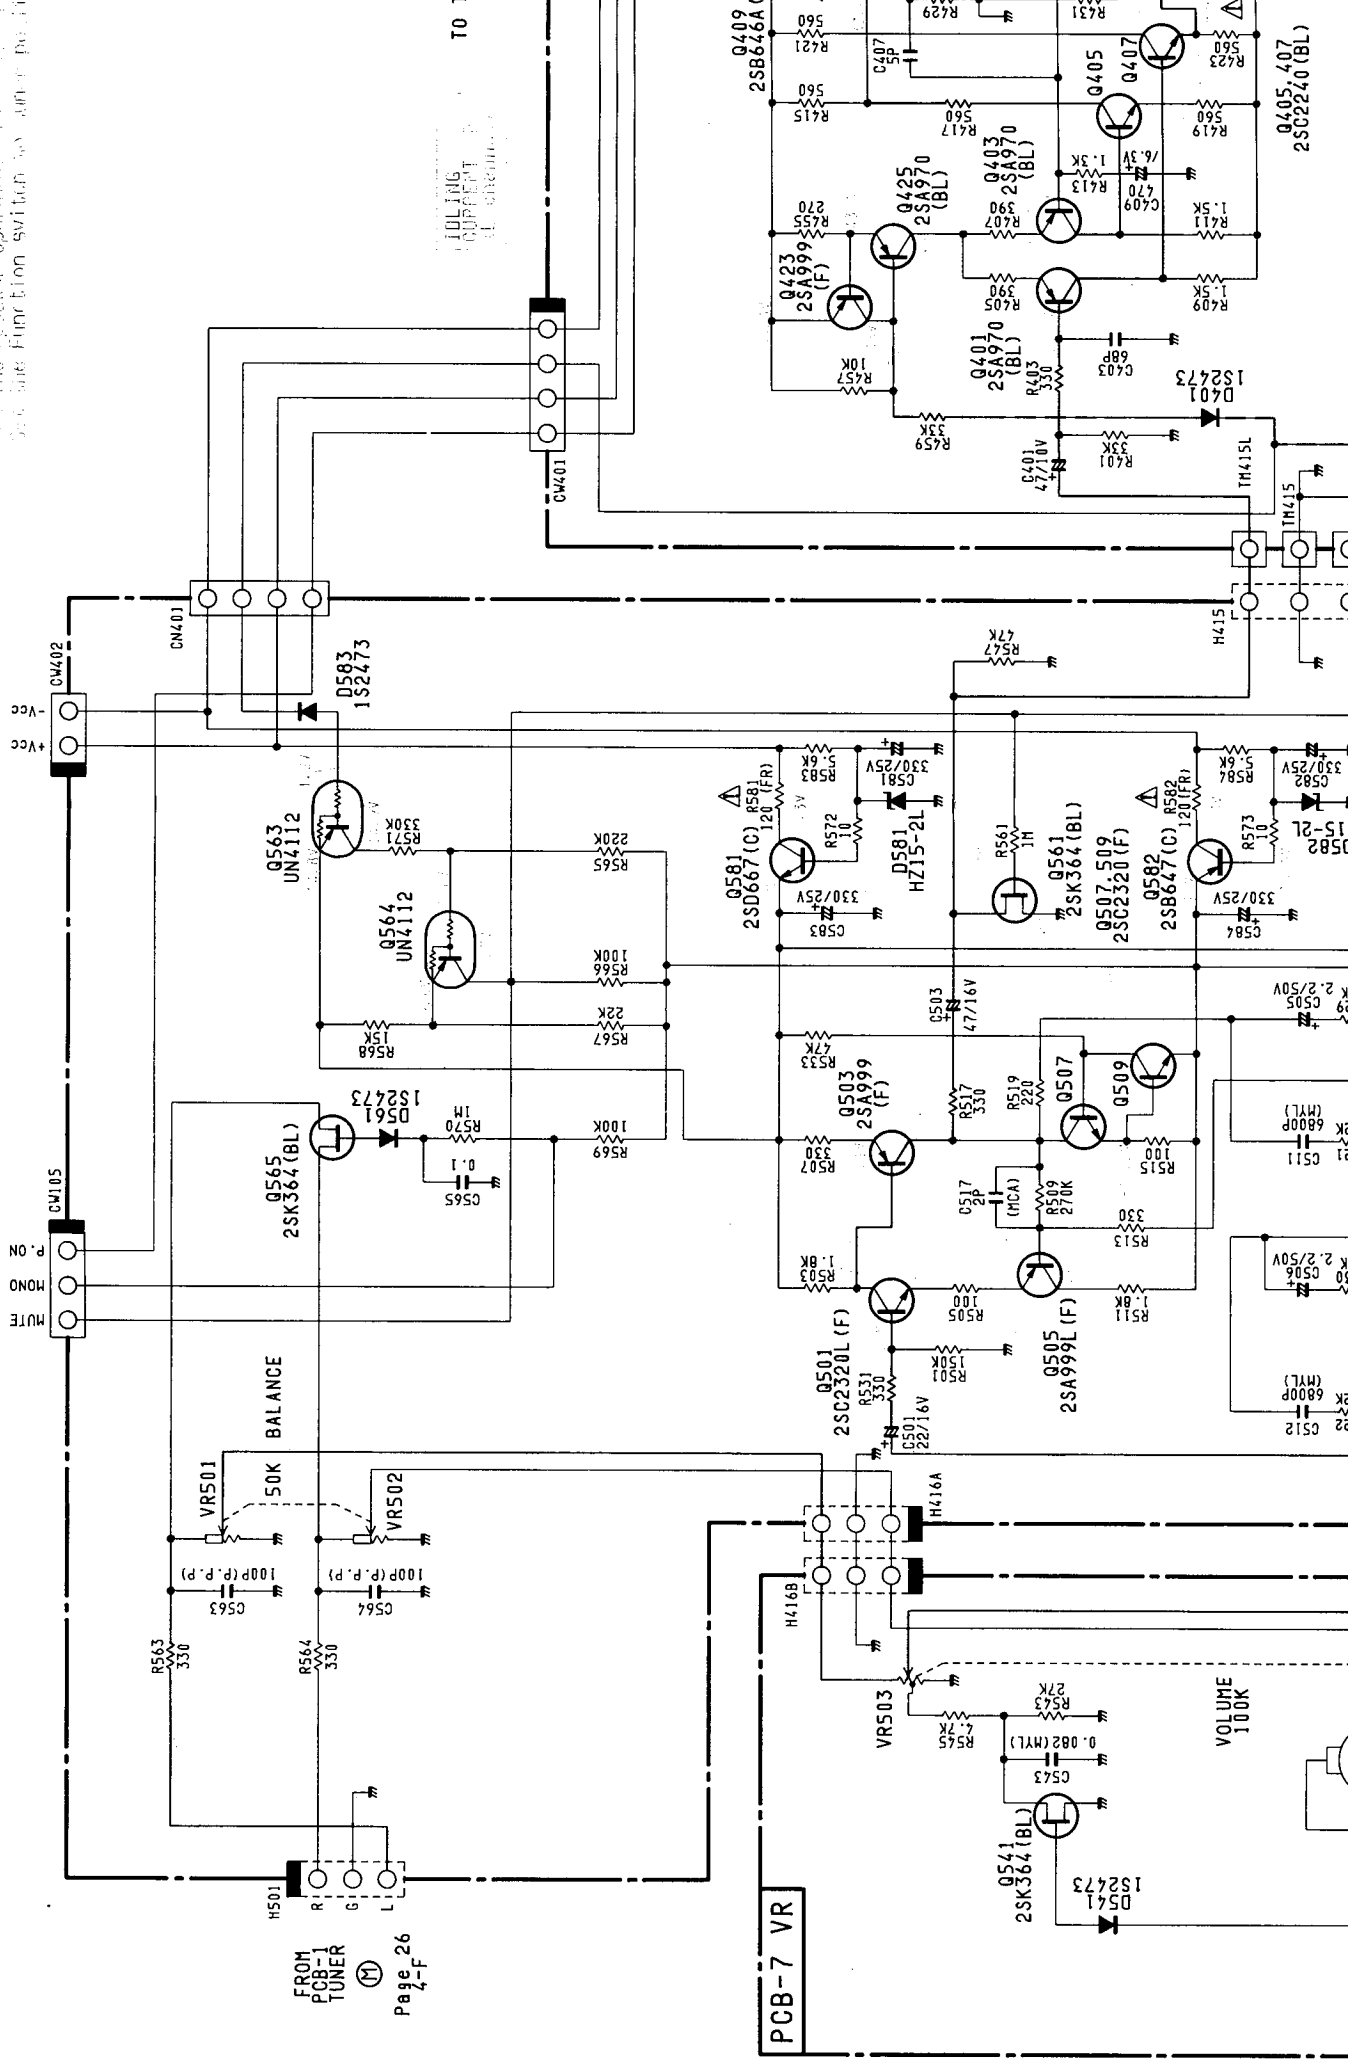 TO
IDLING
CURRENT
Q409
2SB646A
560
R421
C407
5P
R429
R431
Q407
560
R423
Q405
Q405.407
2SC2240(BL)
560
R415
560
R417
560
R419
Q425
2SA970
(BL)
Q403
2SA970
(BL)
1.3K
R413
/6.3V
470
C409
270
R455
Q423
2SA999
(F)
390
R407
1.5K
R411
390
R405
1.5K
R409
Q401
2SA970
(BL)
R403
330
68P
C403
10K
R457
33K
R459
D401
1S2473
C401
47/10V
33K
R401
TM415L
TM415
CW401
CN401
CW402
-Vcc
+Vcc
D583
1S2473
H415
47K
R547
Q563
UN4112
330K
R571
220K
R565
Q564
UN4112
100K
R566
22K
R567
15K
R568
R581
120(FR)
5.6K
R583
330/25V
C581
R572
10
D581
HZ15-2L
Q581
2SD667(C)
330/25V
C583
R561
1M
Q561
2SK364(BL)
Q507.509
2SC2320(F)
Q582
2SB647(C)
R582
120(FR)
5.6K
R584
330/25V
C582
R573
10
15-2L
D582
330/25V
C584
C503
47/16V
2.2/50V
C505
47K
R533
Q503
2SA999
(F)
R517
330
R519
220
Q507
Q509
D561
1S2473
1M
R570
0.1
C565
100K
R569
Q565
2SK364(BL)
330
R507
100
R515
C517
2P
(MCA)
R509
270K
330
R513
6800P
(MYL)
C511
CW105
P.ON
MONO
MUTE
1.8K
R503
100
R505
1.8K
R511
Q501
2SC2320L(F)
Q505
2SA999L(F)
R531
330
150K
R501
C501
22/16V
2.2/50V
C506
6800P
(MYL)
C512
50K BALANCE
VR501
VR502
100P(P.P)
C563
100P(P.P)
C564
R563
330
R564
330
H416A
H416B
VR503
4.7K
R545
27K
R543
0.082(MYL)
C543
Q541
2SK364(BL)
D541
1S2473
VOLUME
100K
H501
R
G
L
FROM
PCB-1
TUNER
M
Page 26
4-F
PCB-7 VR